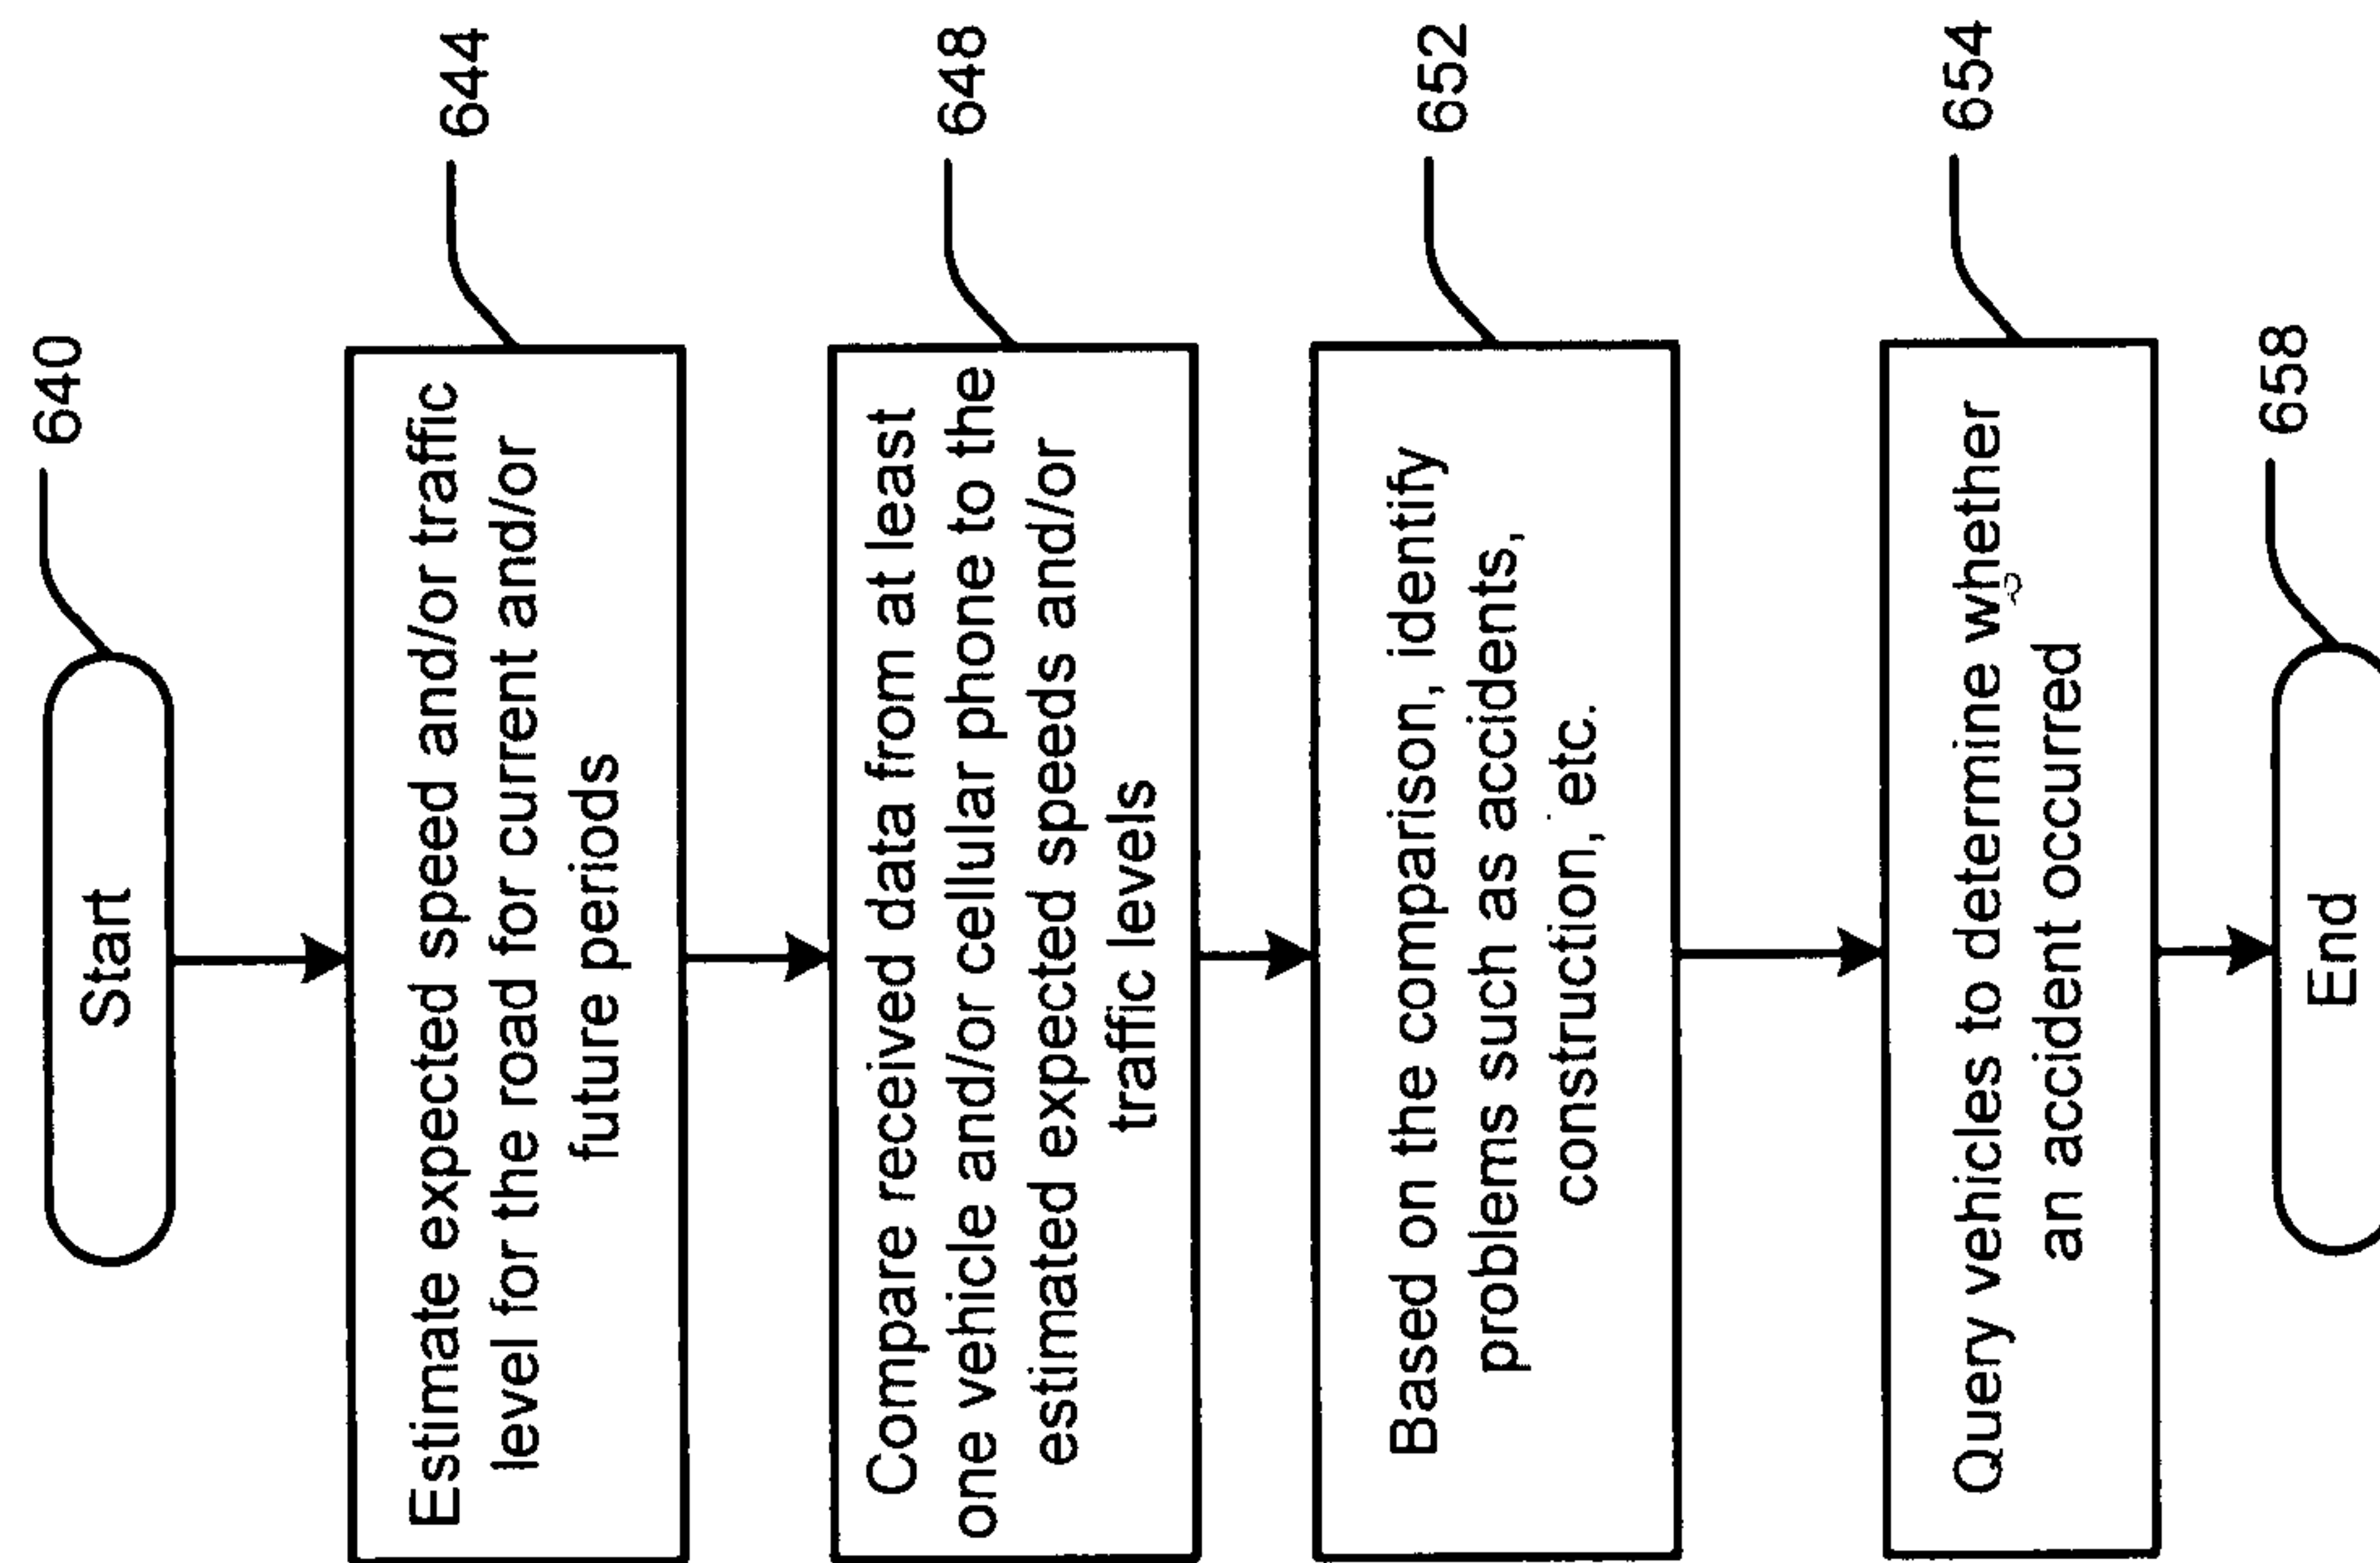 Start
640
Estimate expected speed and/or traffic
level for the road for current and/or
future periods
644
Compare received data from at least
one vehicle and/or cellular phone to the
estimated expected speeds and/or
traffic levels
648
Based on the comparison, identify
problems such as accidents,
construction, etc.
652
Query vehicles to determine whether
an accident occurred
654
End
658